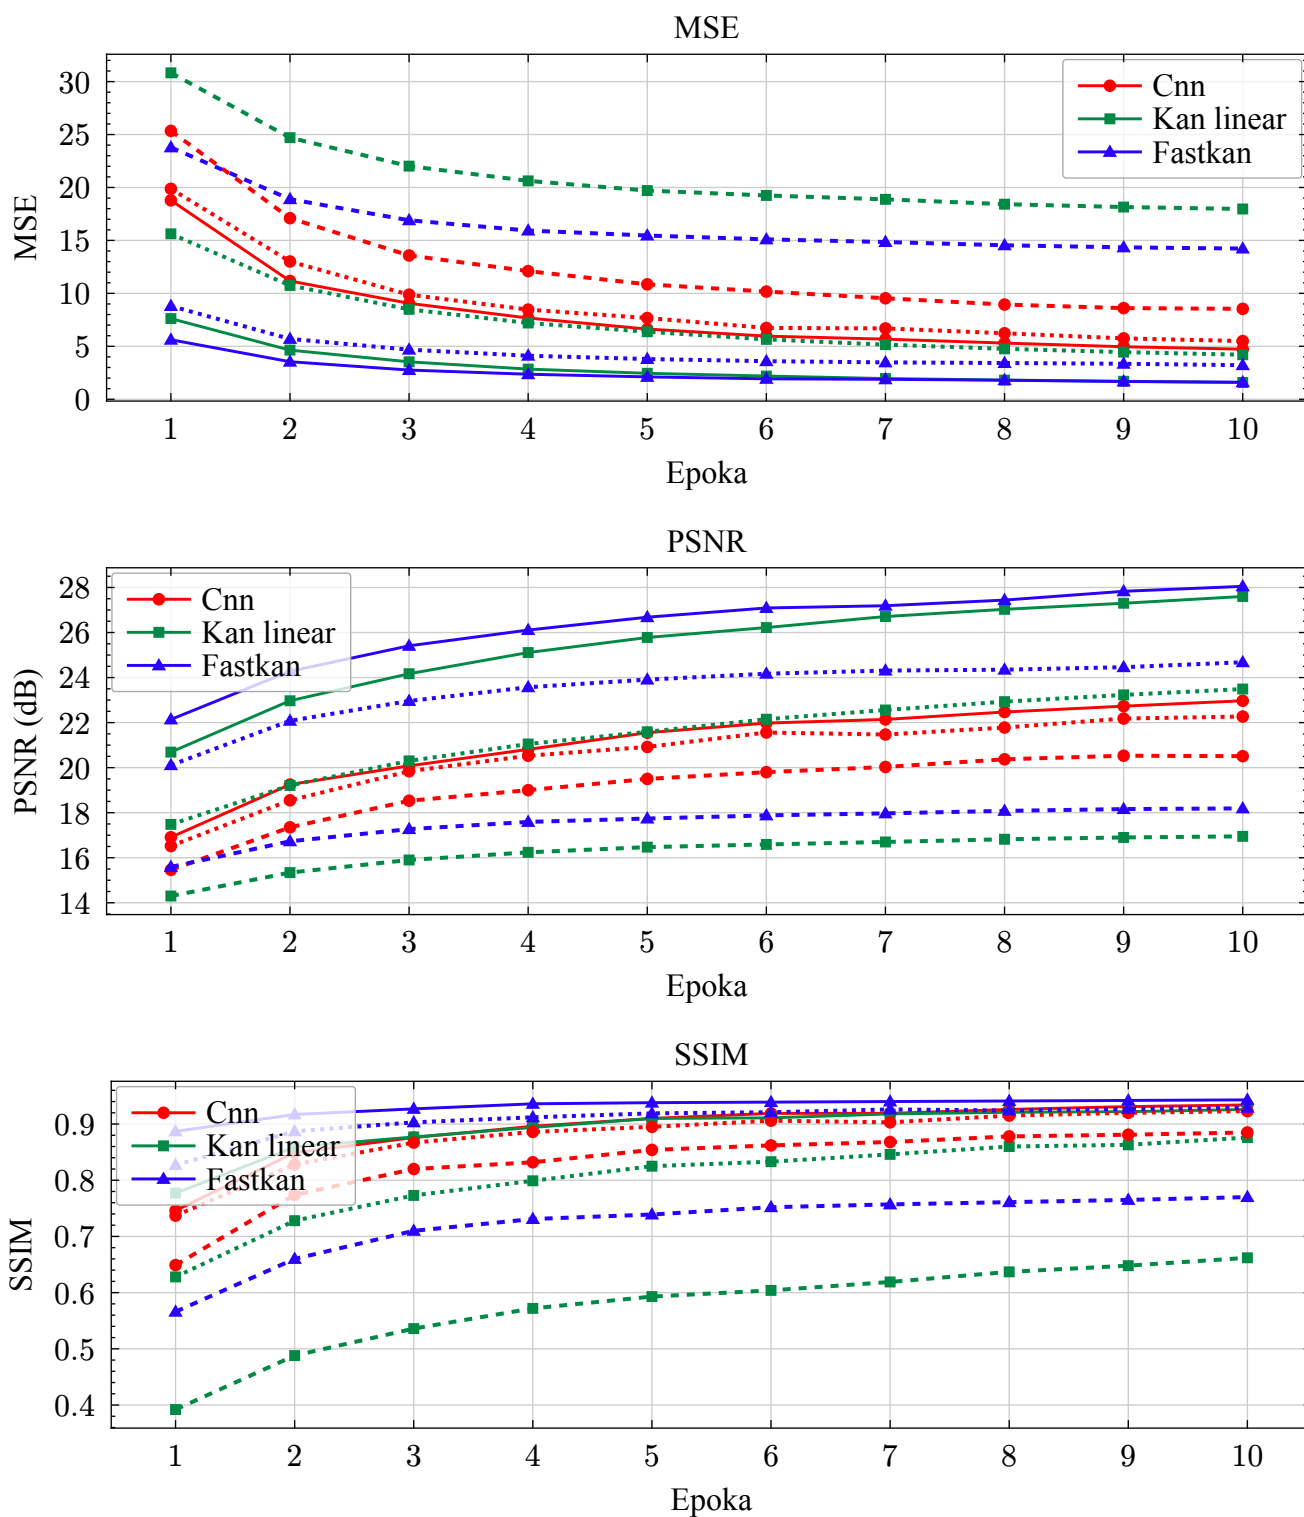 MSE
30
25
20
15
10
5
0
MSE
Cnn
Kan linear
Fastkan
1 2 3 4 5 6 7 8 9 10
Epoka
PSNR
28
26
24
22
20
18
16
14
PSNR (dB)
Cnn
Kan linear
Fastkan
1 2 3 4 5 6 7 8 9 10
Epoka
SSIM
0.9
0.8
0.7
0.6
0.5
0.4
SSIM
Cnn
Kan linear
Fastkan
1 2 3 4 5 6 7 8 9 10
Epoka